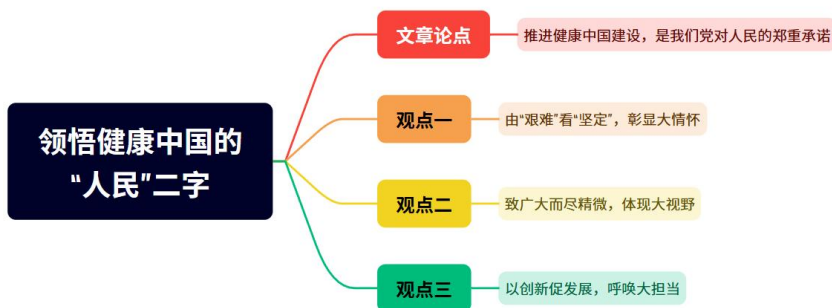 领悟健康中国的
“人民”二字
文章论点
推进健康中国建设，是我们党对人民的郑重承诺
观点一
由“艰难”看“坚定”，彰显大情怀
观点二
致广大而尽精微，体现大视野
观点三
以创新促发展，呼唤大担当